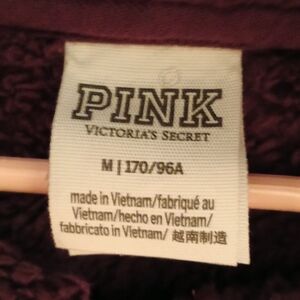 PINK
VICTORIA'S SECRET
M | 170/96A
made in Vietnam/fabriqué au
Vietnam/hecho en Vietnam/
fabbricato in Vietnam/ 越南制造